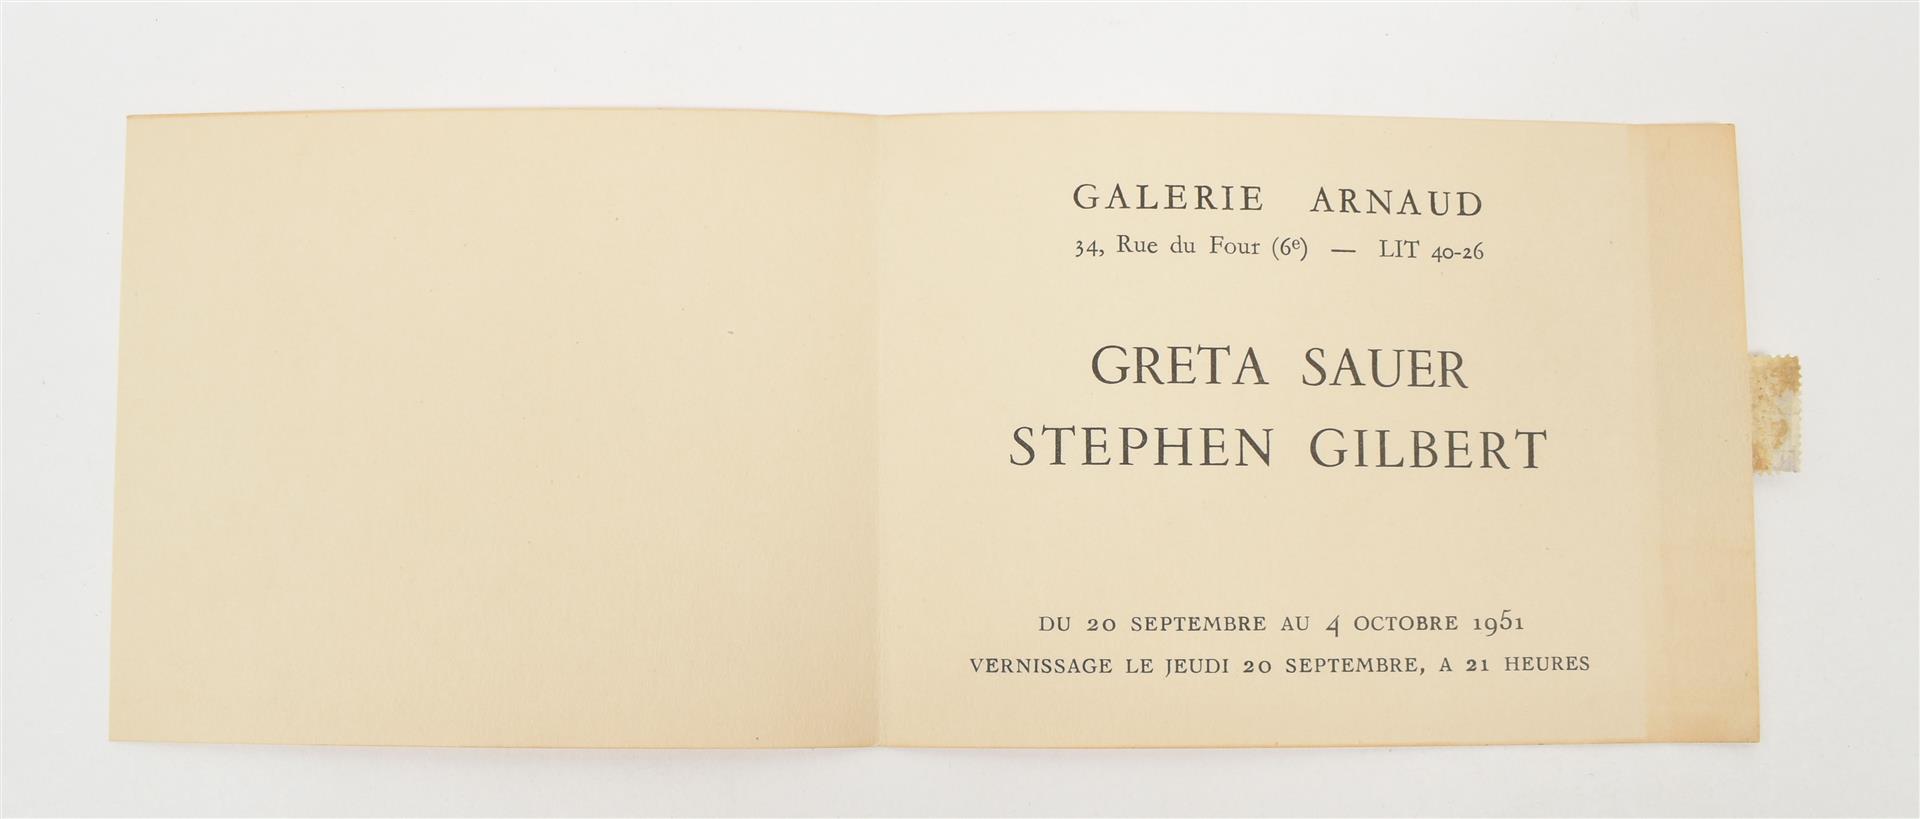 GALERIE ARNAUD
34, Rue du Four (6e) — LIT 40-26
GRETA SAUER
STEPHEN GILBERT
DU 20 SEPTEMBRE AU 4 OCTOBRE 1951
VERNISSAGE LE JEUDI 20 SEPTEMBRE, A 21 HEURES